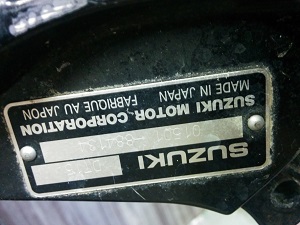 SUZUKI
SUZUKI MOTOR CORPORATION
MADE IN JAPAN FABRIQUE AU JAPON